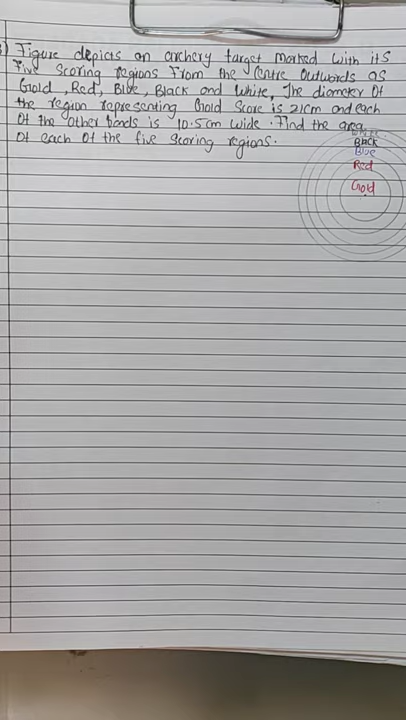 Figure depicts an archery target marked with its
Five Scoring regions From the Centre Outwards as
Gold, Red, Blue, Black and White, The diameter Of
the region representing Gold Score is 21cm and each
Of the Other bands is 10.5cm wide. Find the area
Of each Of the five Scoring regions.
White
Black
Blue
Red
Gold